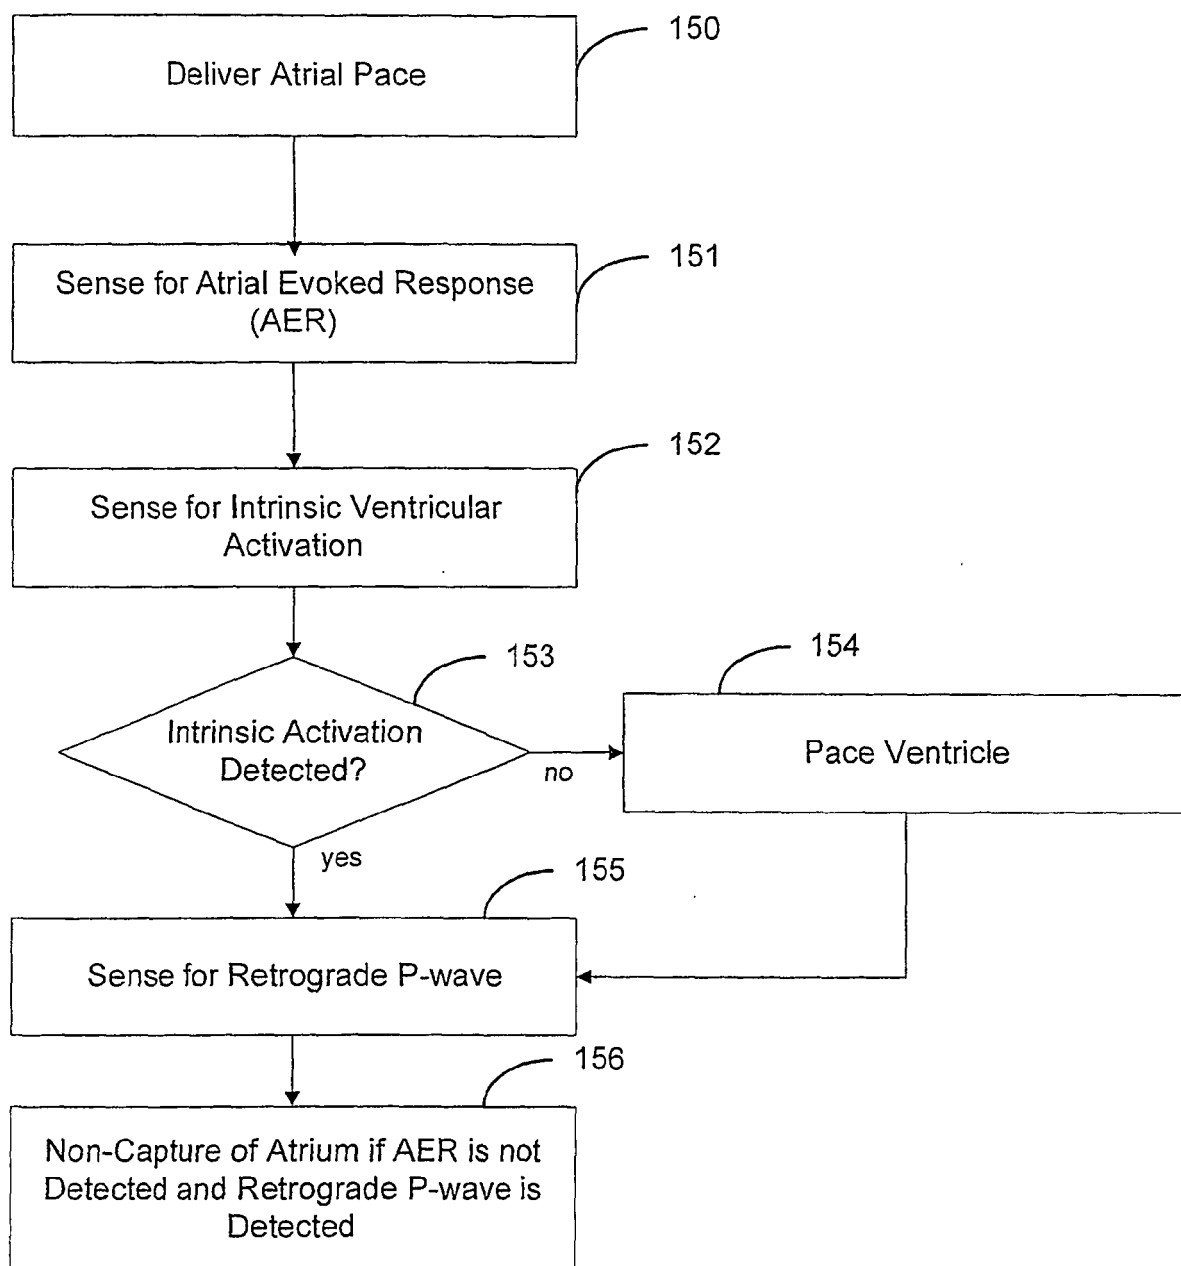 150
Deliver Atrial Pace
151
Sense for Atrial Evoked Response
(AER)
152
Sense for Intrinsic Ventricular
Activation
153
154
Intrinsic Activation
Detected?
no
Pace Ventricle
yes
155
Sense for Retrograde P-wave
156
Non-Capture of Atrium if AER is not
Detected and Retrograde P-wave is
Detected